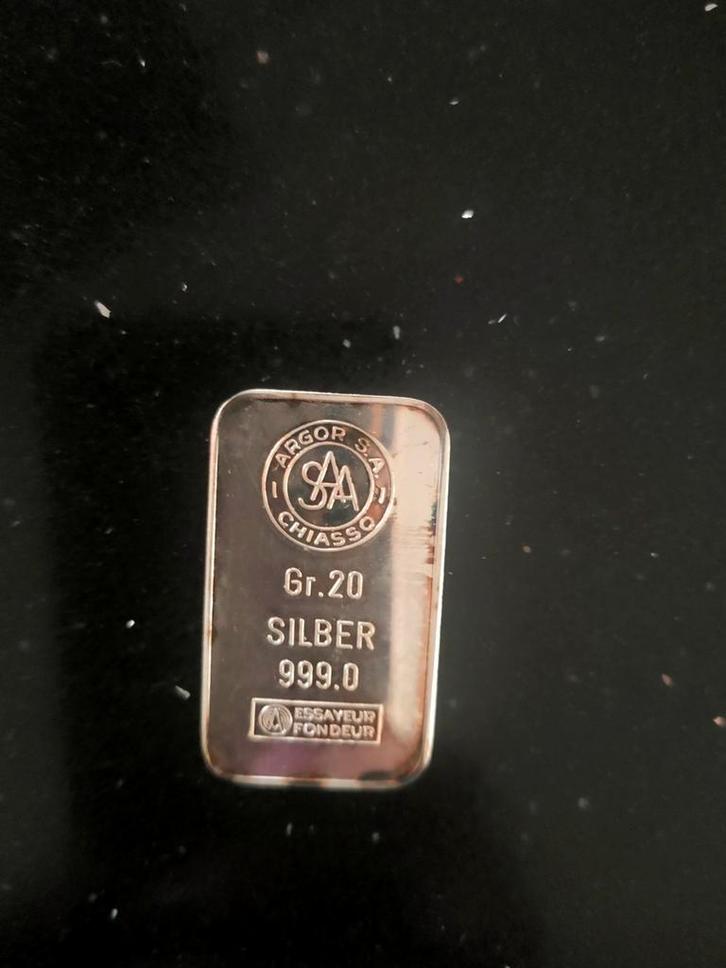 ARGOR S.A.
SAA
CHIASSO
Gr.20
SILBER
999.0
ESSAYEUR
FONDEUR